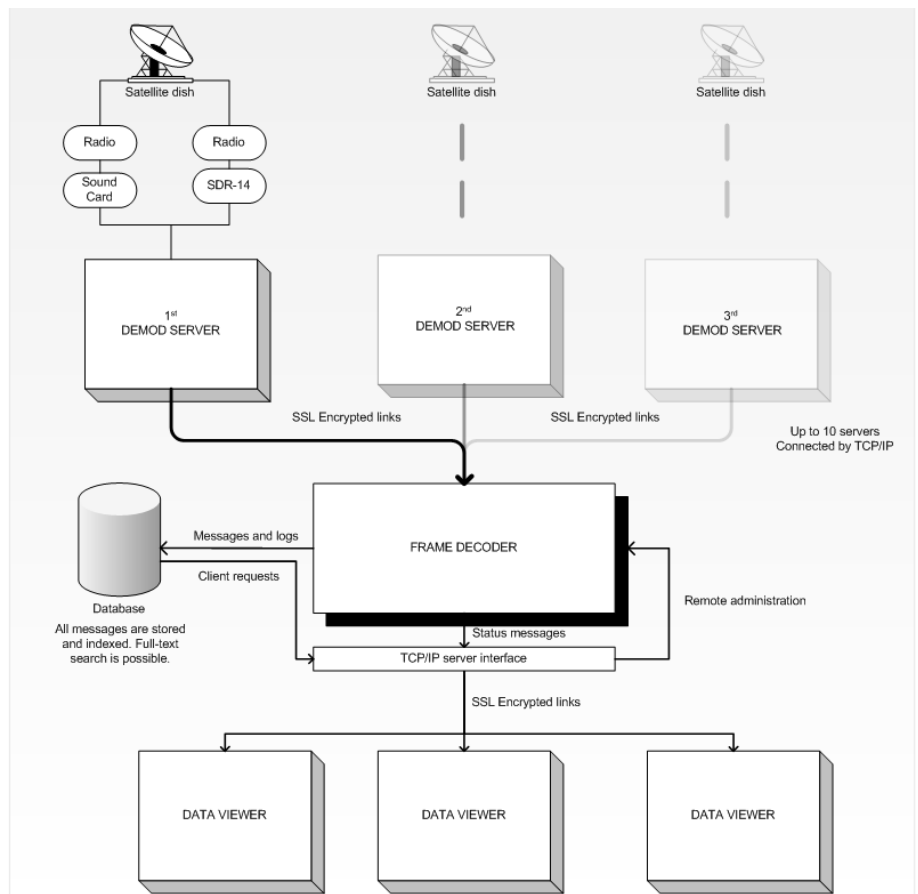 Satellite dish
Satellite dish
Satellite dish
Radio
Radio
Sound
Card
SDR-14
1st
DEMOD SERVER
2nd
DEMOD SERVER
3rd
DEMOD SERVER
SSL Encrypted links
SSL Encrypted links
Up to 10 servers
Connected by TCP/IP
Messages and logs
FRAME DECODER
Client requests
Database
Remote administration
All messages are stored
and indexed. Full-text
search is possible.
Status messages
TCP/IP server interface
SSL Encrypted links
DATA VIEWER
DATA VIEWER
DATA VIEWER